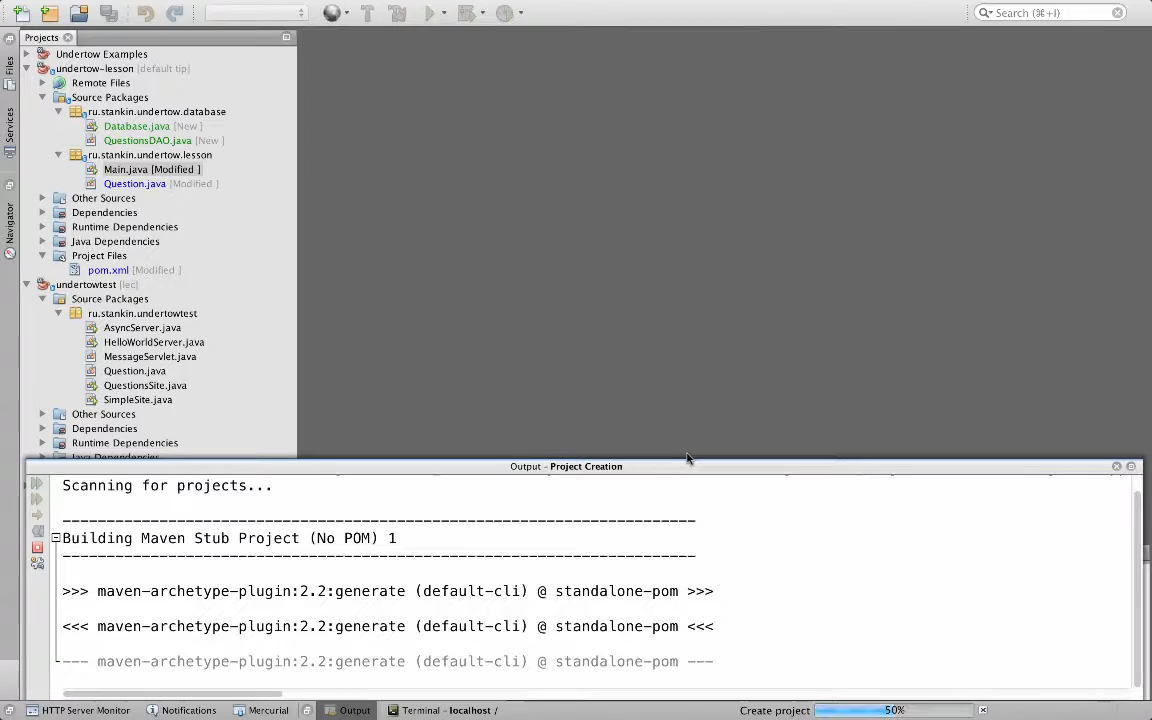 Search (⌘+I)
Projects
Files
Services
Navigator
Undertow Examples
undertow-lesson [default tip]
Remote Files
Source Packages
ru.stankin.undertow.database
Database.java [New ]
QuestionsDAO.java [New ]
ru.stankin.undertow.lesson
Main.java [Modified ]
Question.java [Modified ]
Other Sources
Dependencies
Runtime Dependencies
Java Dependencies
Project Files
pom.xml [Modified ]
undertowtest [lec]
Source Packages
ru.stankin.undertowtest
AsyncServer.java
HelloWorldServer.java
MessageServlet.java
Question.java
QuestionsSite.java
SimpleSite.java
Other Sources
Dependencies
Runtime Dependencies
Java Dependencies
Output - Project Creation
Scanning for projects...
------------------------------------------------------------------------
Building Maven Stub Project (No POM) 1
------------------------------------------------------------------------
>>> maven-archetype-plugin:2.2:generate (default-cli) @ standalone-pom >>>
<<< maven-archetype-plugin:2.2:generate (default-cli) @ standalone-pom <<<
--- maven-archetype-plugin:2.2:generate (default-cli) @ standalone-pom ---
HTTP Server Monitor
Notifications
Mercurial
Output
Terminal - localhost /
Create project
50%